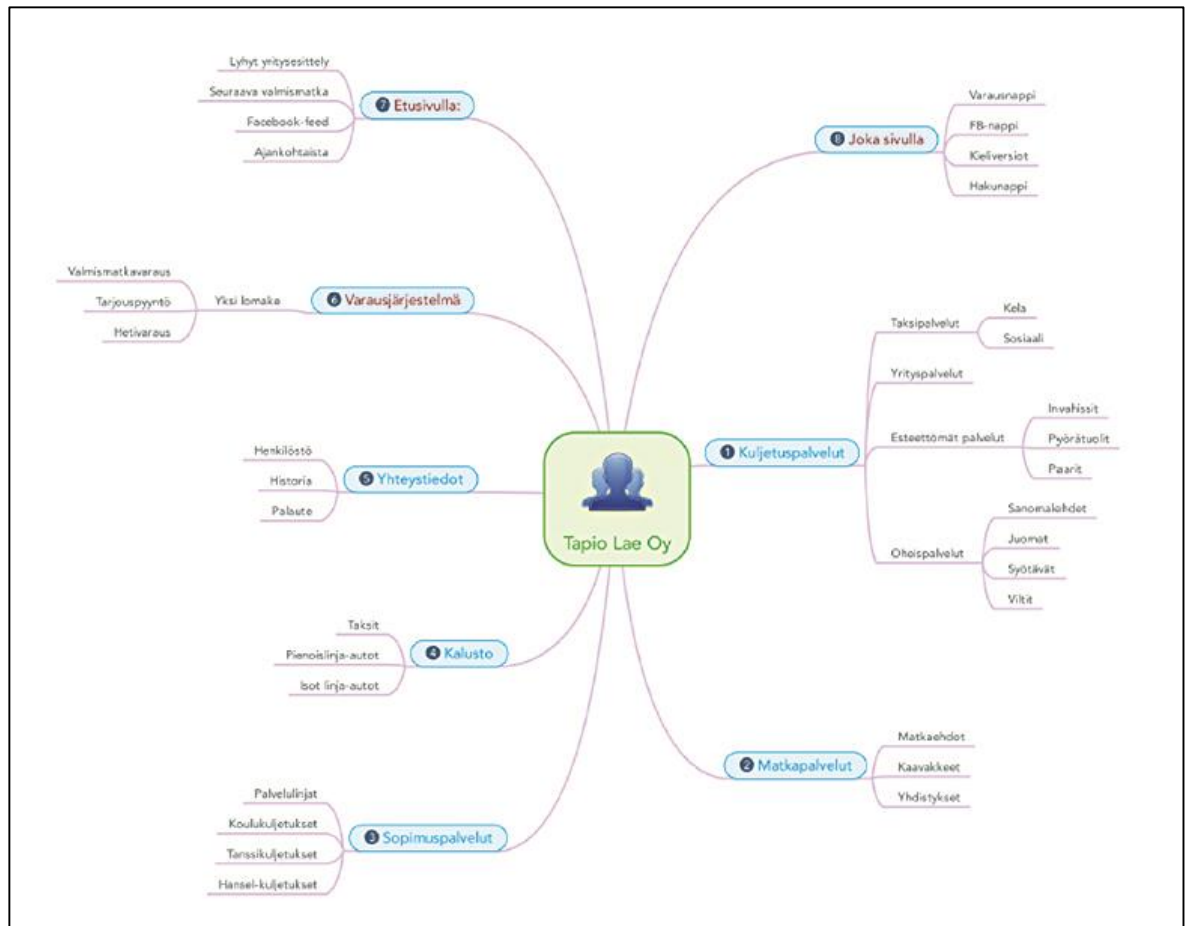 Tapio Lae Oy
1 Kuljetuspalvelut
Taksipalvelut
Kela
Sosiaali
Yrityspalvelut
Esteettömät palvelut
Invahissit
Pyörätuolit
Paarit
Oheispalvelut
Sanomalehdet
Juomat
Syötävät
Viltit
2 Matkapalvelut
Matkaehdot
Kaavakkeet
Yhdistykset
3 Sopimuspalvelut
Palvelulinjat
Koulukuljetukset
Tanssikuljetukset
Hansel-kuljetukset
4 Kalusto
Taksit
Pienoislinja-autot
Isot linja-autot
5 Yhteystiedot
Henkilöstö
Historia
Palaute
6 Varausjärjestelmä
Yksi lomake
Valmismatkavaraus
Tarjouspyyntö
Hetivaraus
7 Etusivulla:
Lyhyt yritysesittely
Seuraava valmismatka
Facebook-feed
Ajankohtaista
8 Joka sivulla
Varausnappi
FB-nappi
Kieliversiot
Hakunappi